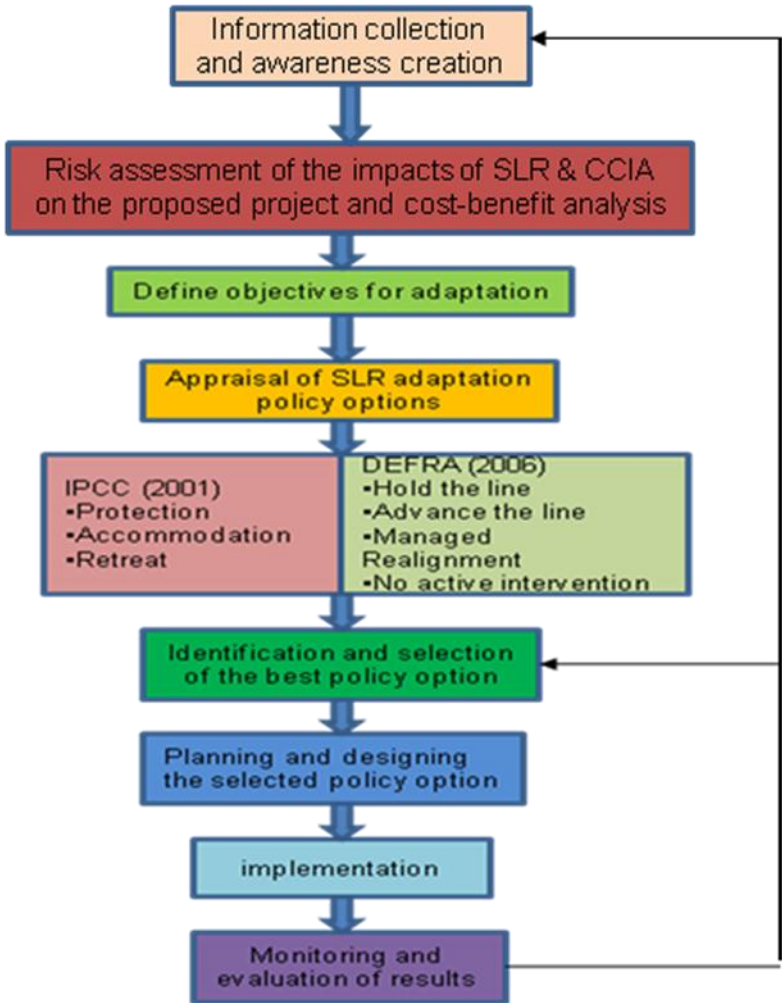 Information collection
and awareness creation
Risk assessment of the impacts of SLR & CCIA
on the proposed project and cost-benefit analysis
Define objectives for adaptation
Appraisal of SLR adaptation
policy options
IPCC (2001)
▪Protection
▪Accommodation
▪Retreat
DEFRA (2006)
▪Hold the line
▪Advance the line
▪Managed
Realignment
▪No active intervention
Identification and selection
of the best policy option
Planning and designing
the selected policy option
implementation
Monitoring and
evaluation of results